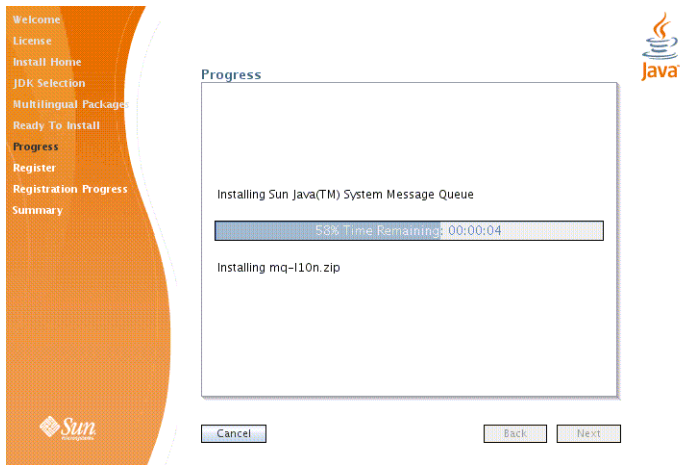 Welcome
License
Install Home
JDK Selection
Multilingual Packages
Ready To Install
Progress
Register
Registration Progress
Summary
Sun
microsystems
Java
Progress
Installing Sun Java(TM) System Message Queue
58% Time Remaining: 00:00:04
Installing mq-l10n.zip
Cancel
Back
Next